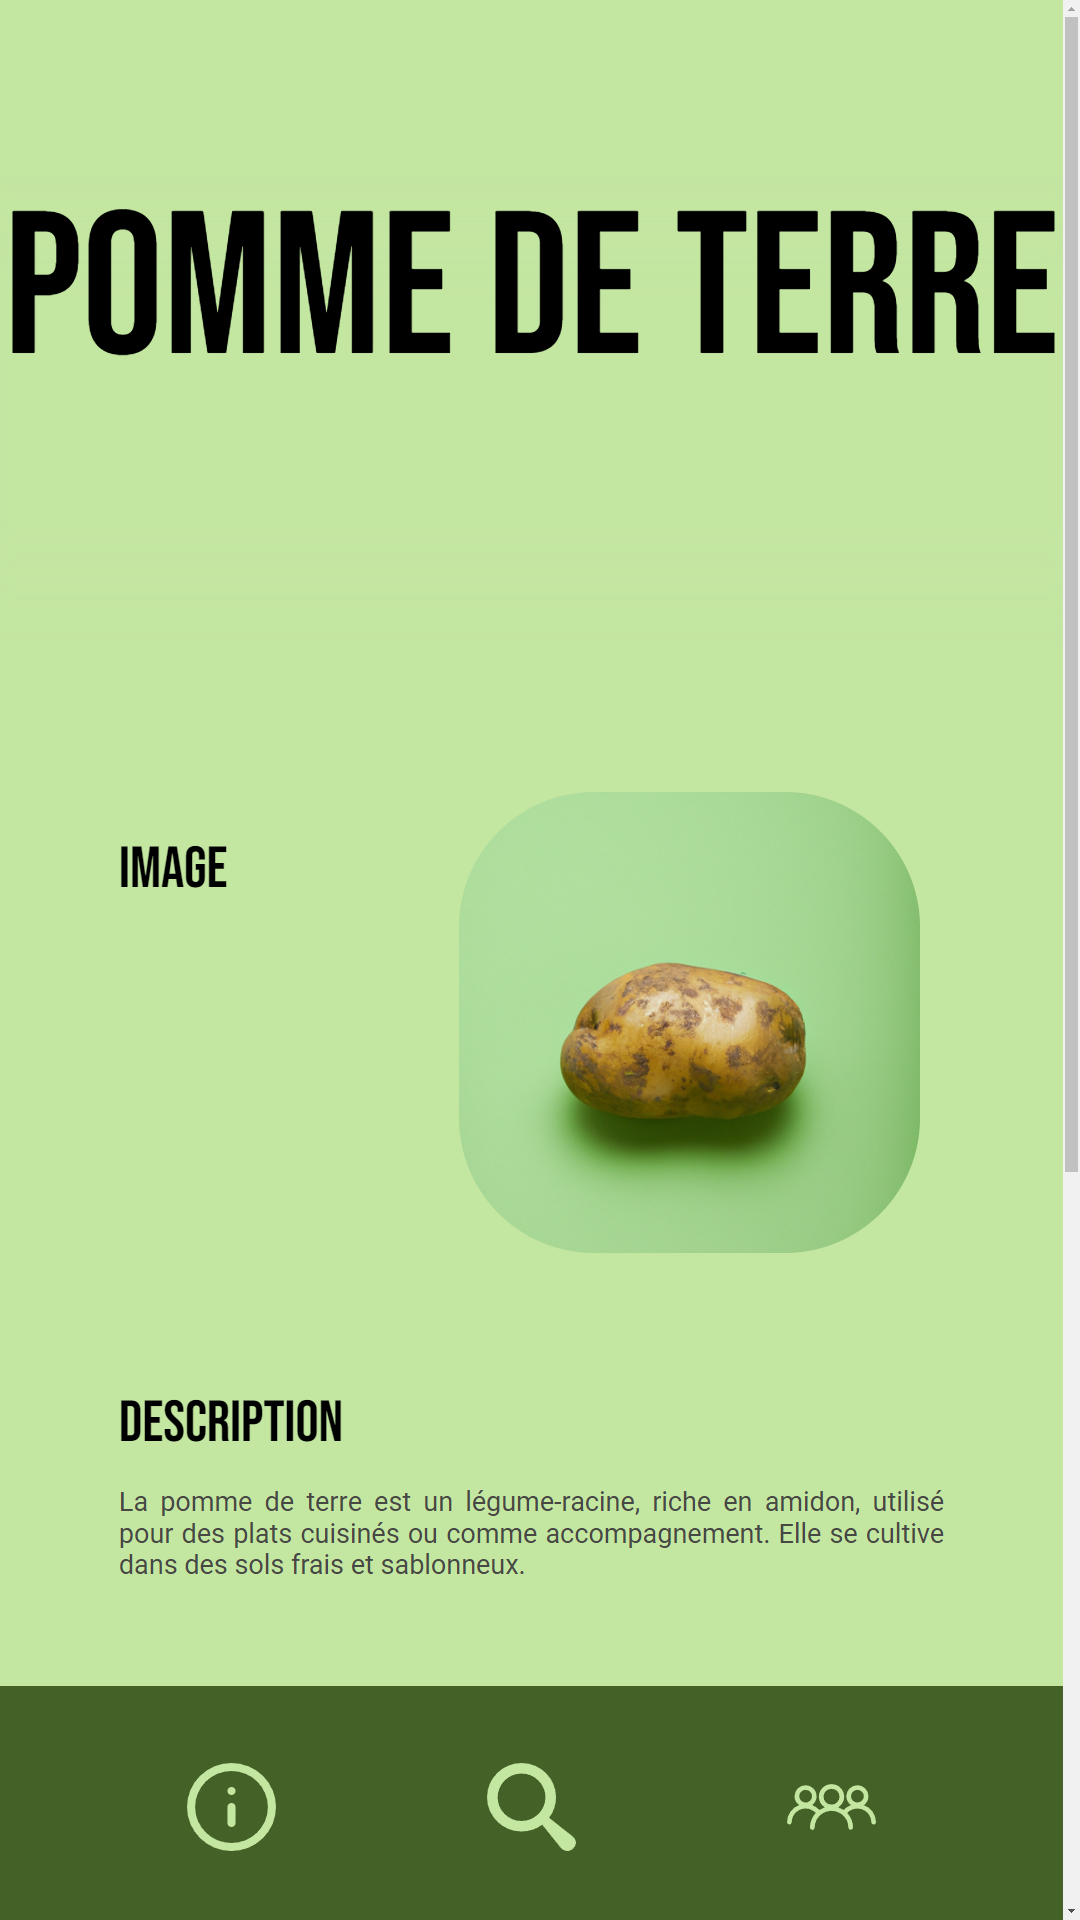 POMME DE TERRE
IMAGE
DESCRIPTION
La pomme de terre est un légume-racine, riche en amidon, utilisé
pour des plats cuisinés ou comme accompagnement. Elle se cultive
dans des sols frais et sablonneux.